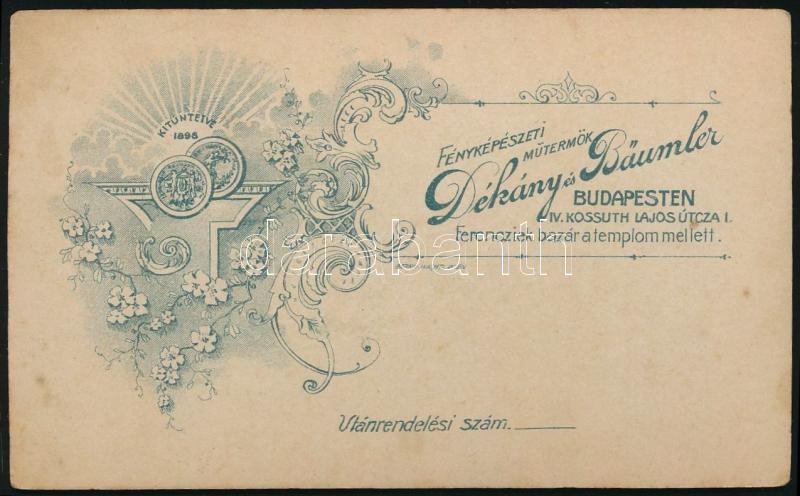 KITÜNTETVE
1896
FÉNYKÉPÉSZETI
MŰTERMÖK
Dékány és Bäumler
BUDAPESTEN
IV. KOSSUTH LAJOS ÚTCZA 1.
Ferencziek bazár a templom mellett.
darabanth
Utánrendelési szám.